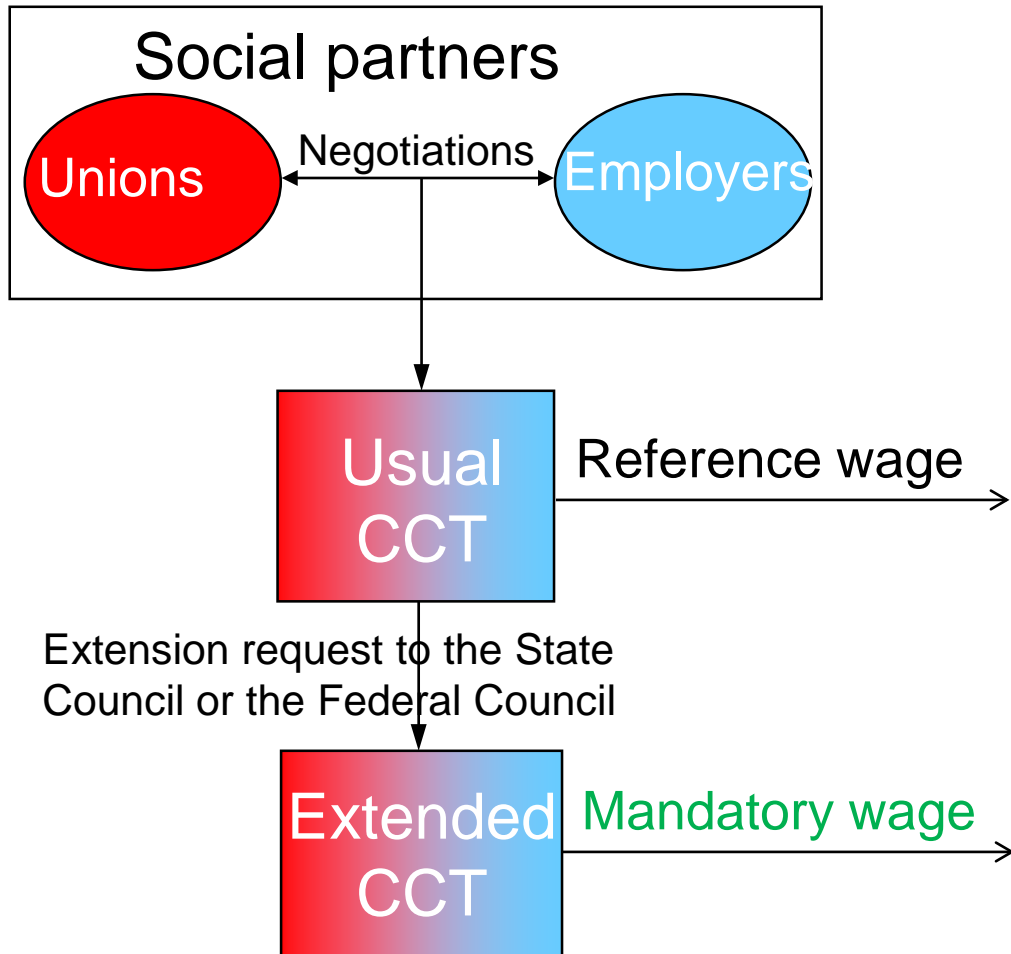 Social partners
Negotiations
Unions
Employers
Usual
CCT
Reference wage
Extension request to the State
Council or the Federal Council
Extended
CCT
Mandatory wage